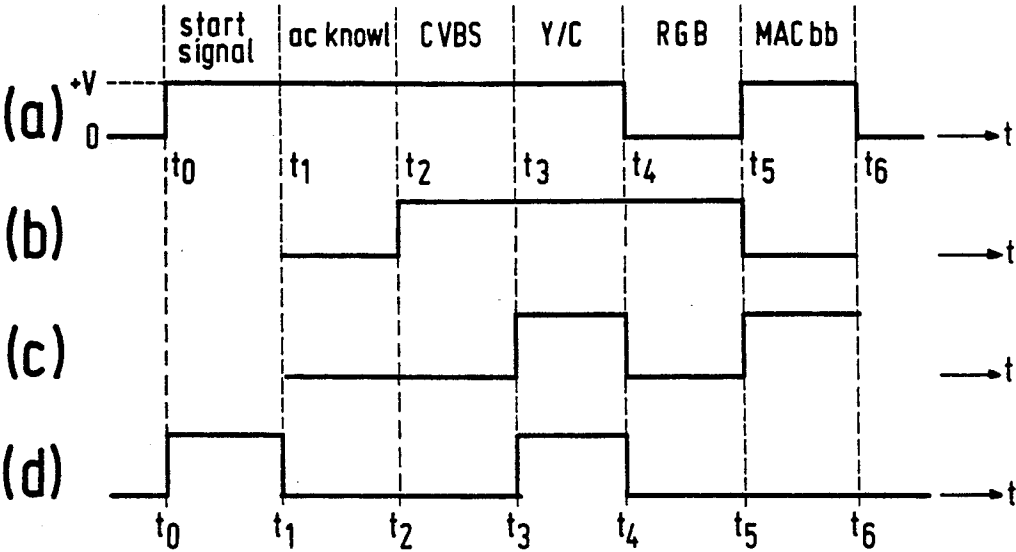 start signal ac knowl CVBS Y/C RGB MAC bb
(a) +V
0 t
t0 t1 t2 t3 t4 t5 t6
(b) t
(c) t
(d) t
t0 t1 t2 t3 t4 t5 t6